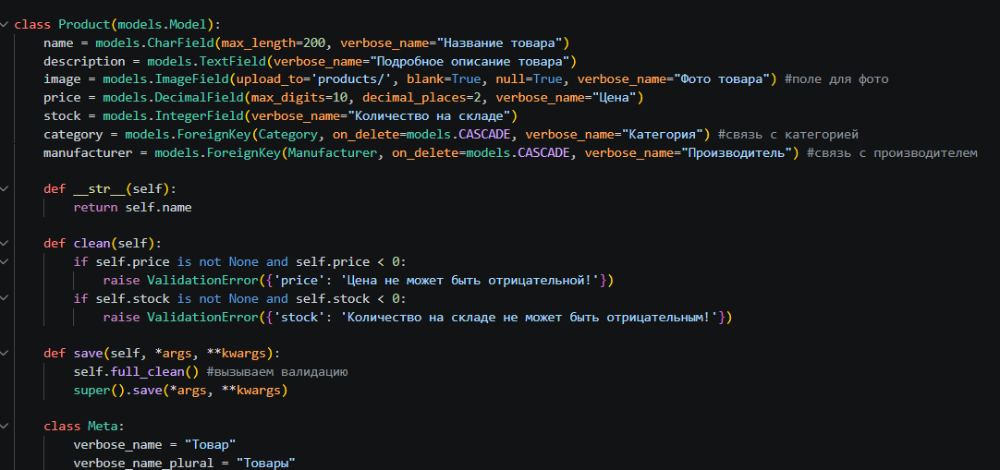 class Product(models.Model):
    name = models.CharField(max_length=200, verbose_name="Название товара")
    description = models.TextField(verbose_name="Подробное описание товара")
    image = models.ImageField(upload_to='products/', blank=True, null=True, verbose_name="Фото товара") #поле для фото
    price = models.DecimalField(max_digits=10, decimal_places=2, verbose_name="Цена")
    stock = models.IntegerField(verbose_name="Количество на складе")
    category = models.ForeignKey(Category, on_delete=models.CASCADE, verbose_name="Категория") #связь с категорией
    manufacturer = models.ForeignKey(Manufacturer, on_delete=models.CASCADE, verbose_name="Производитель") #связь с производителем
    def __str__(self):
        return self.name
    def clean(self):
        if self.price is not None and self.price < 0:
            raise ValidationError({'price': 'Цена не может быть отрицательной!'})
        if self.stock is not None and self.stock < 0:
            raise ValidationError({'stock': 'Количество на складе не может быть отрицательным!'})
    def save(self, *args, **kwargs):
        self.full_clean() #вызываем валидацию
        super().save(*args, **kwargs)
    class Meta:
        verbose_name = "Товар"
        verbose_name_plural = "Товары"